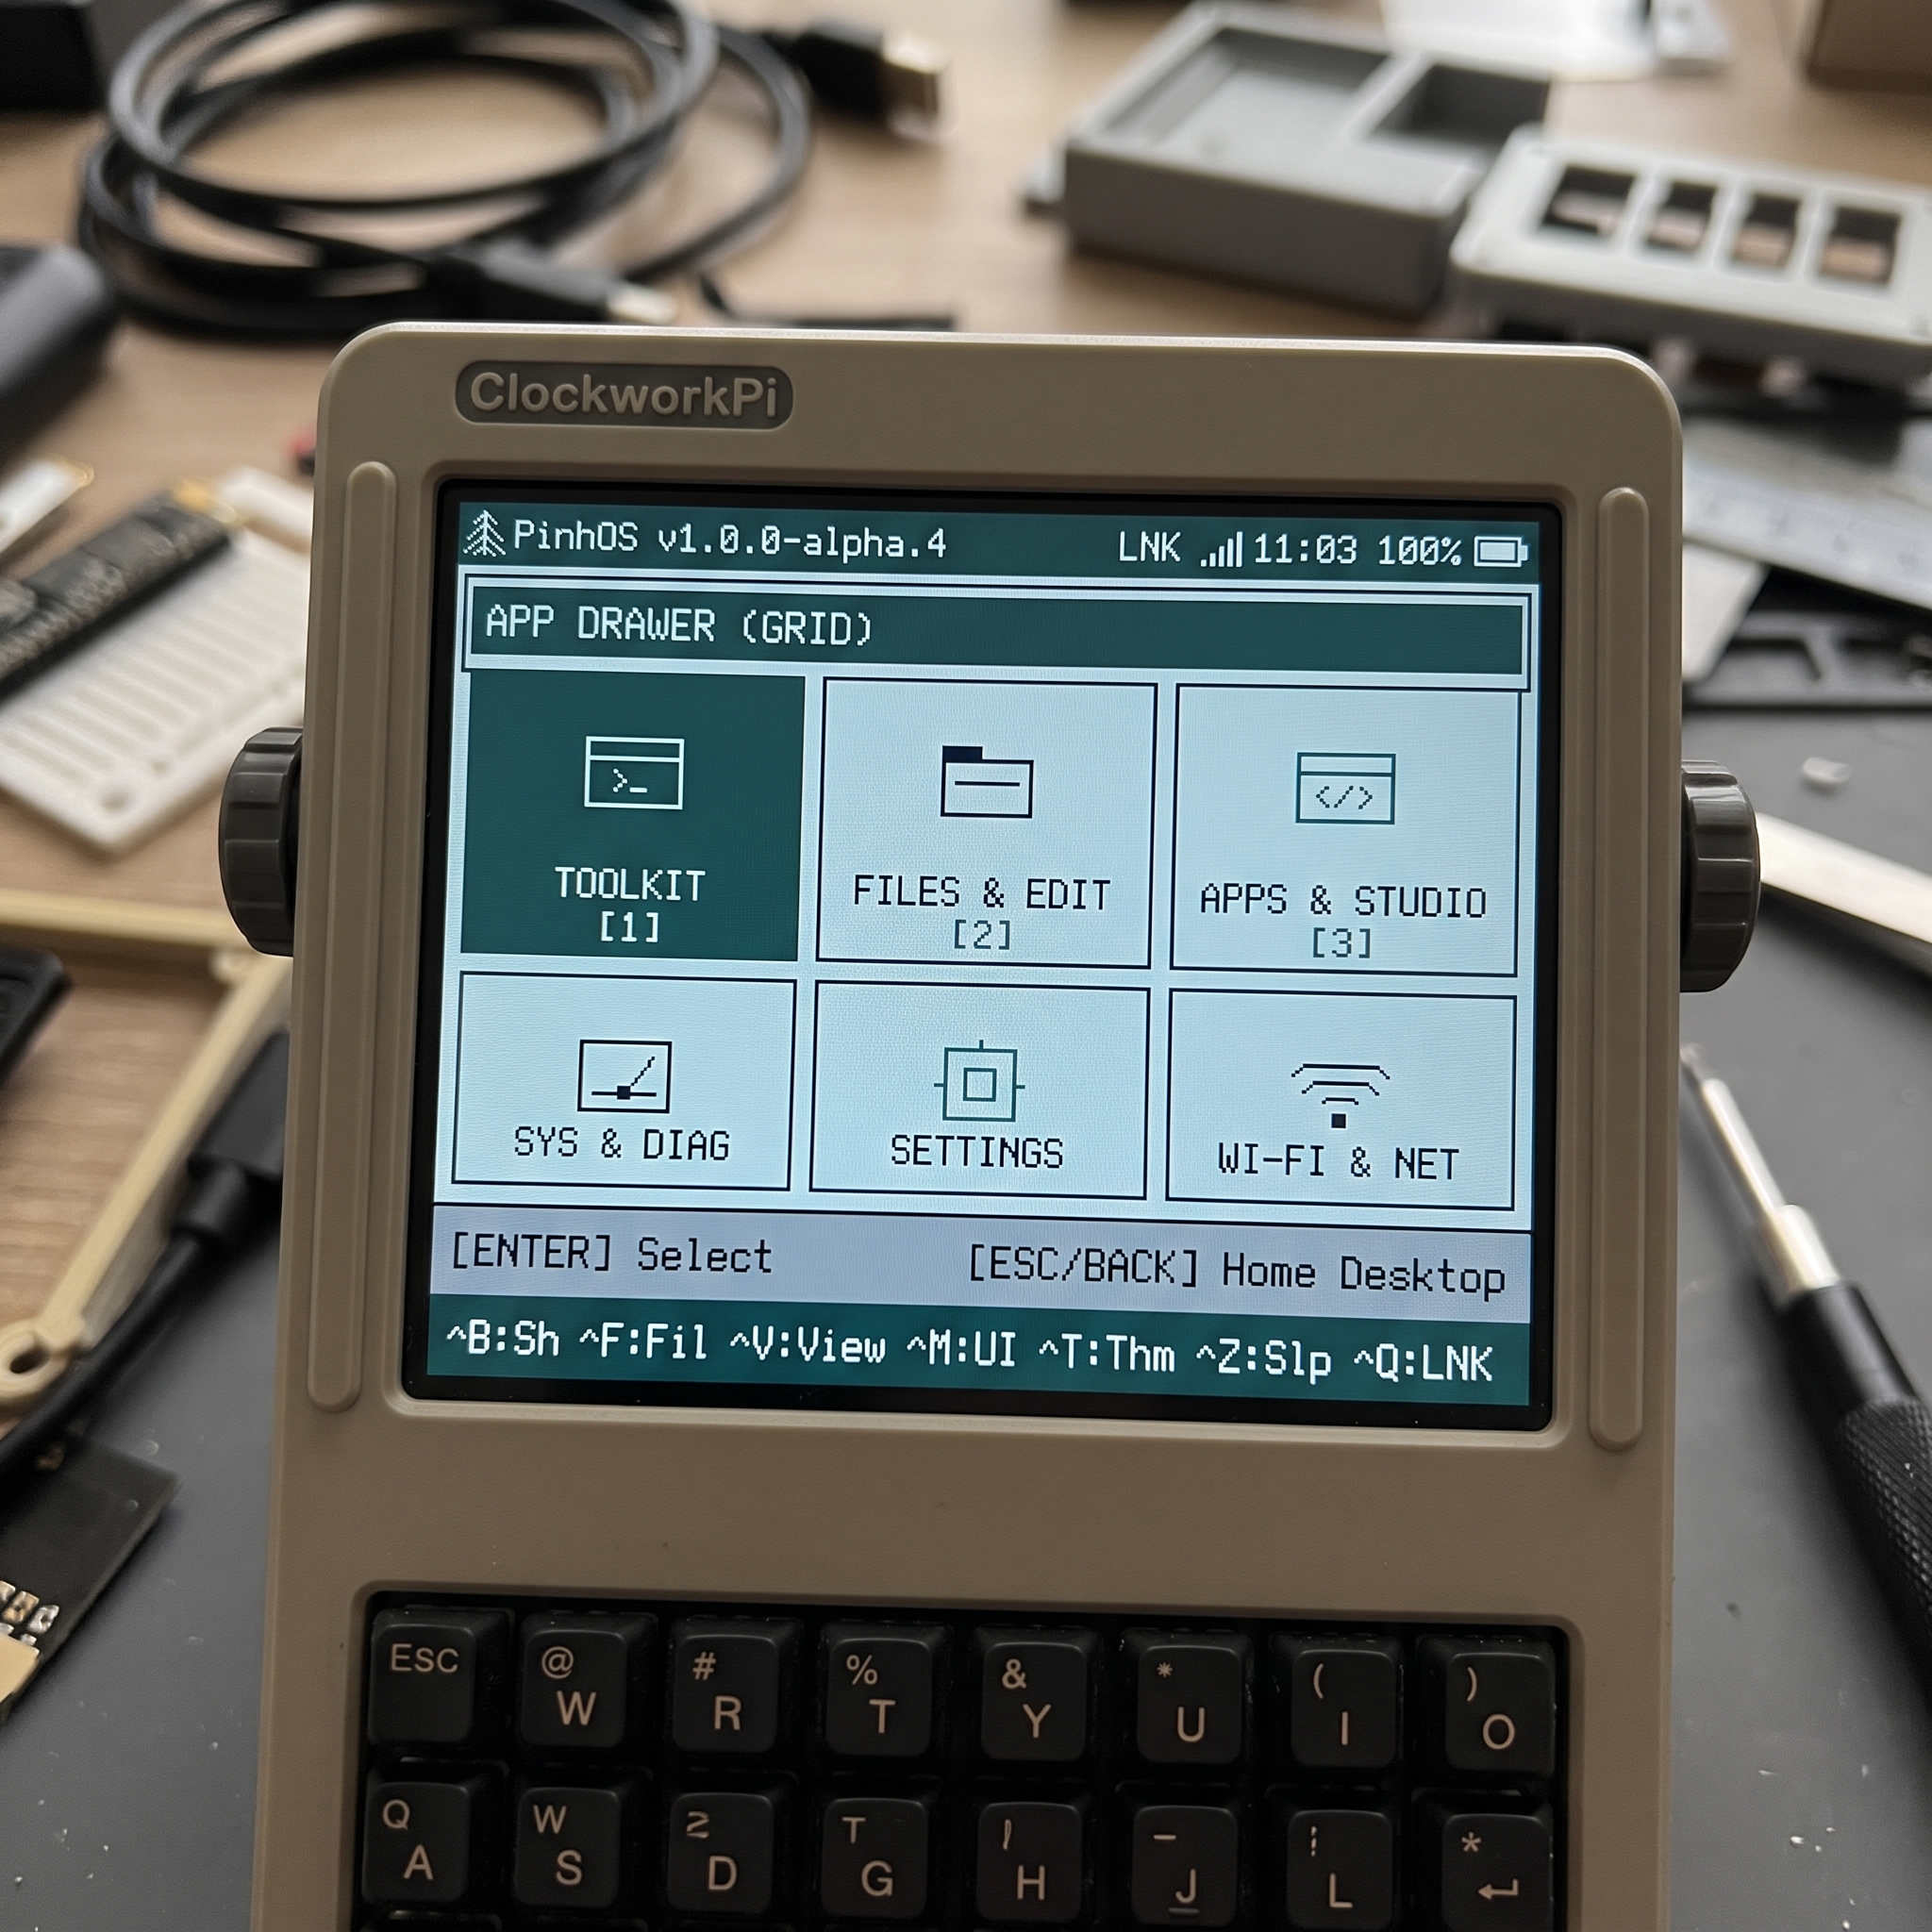 ClockworkPi
PinhOS v1.0.0-alpha.4 LNK 11:03 100%
APP DRAWER (GRID)
>_
</>
TOOLKIT
[1]
FILES & EDIT
[2]
APPS & STUDIO
[3]
SYS & DIAG
SETTINGS
WI-FI & NET
[ENTER] Select [ESC/BACK] Home Desktop
^B:Sh ^F:Fil ^V:View ^M:UI ^T:Thm ^Z:Slp ^Q:LNK
Esc @ W # R % T & Y * U ( I ) O
Q A W S D T G H - J L * ↵